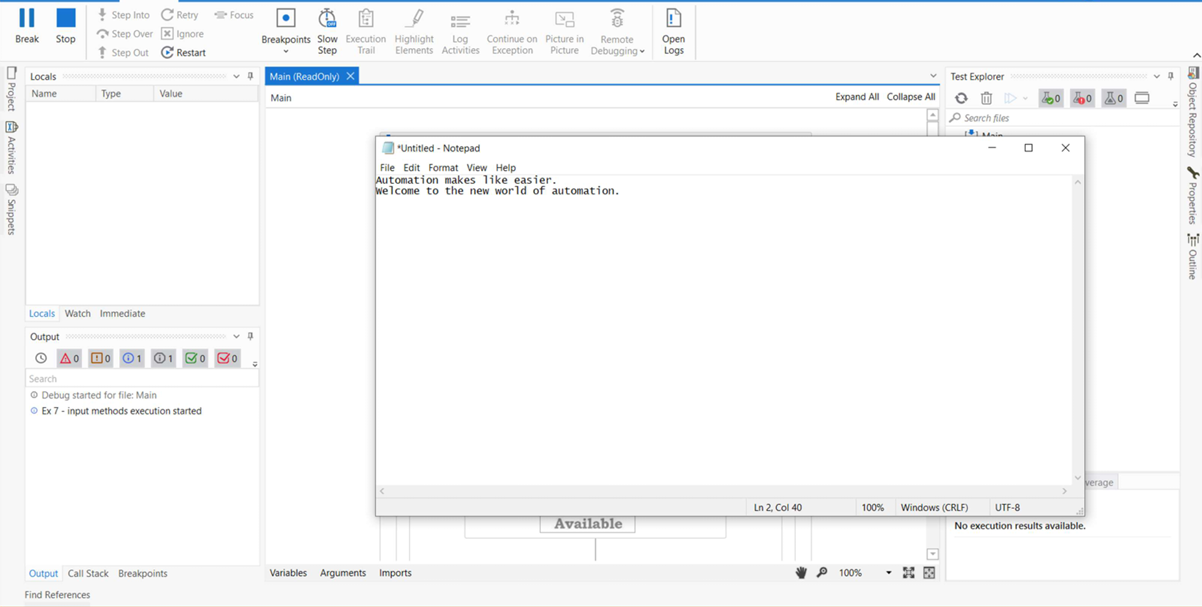 Break
Stop
Step Into
Step Over
Step Out
Retry
Ignore
Restart
Focus
Breakpoints
Slow
Step
Execution
Trail
Highlight
Elements
Log
Activities
Continue on
Exception
Picture in
Picture
Remote
Debugging
Open
Logs
Project
Activities
Snippets
Locals
Name Type Value
Locals Watch Immediate
Output
0 0 1 1 0 0
Search
Debug started for file: Main
Ex 7 - input methods execution started
Output Call Stack Breakpoints
Find References
Main (ReadOnly)
Main Expand All Collapse All
*Untitled - Notepad
File Edit Format View Help
Automation makes like easier.
Welcome to the new world of automation.
Ln 2, Col 40 100% Windows (CRLF) UTF-8
Available
Variables Arguments Imports 100%
Test Explorer
0 0 0
Search files
Main
verage
No execution results available.
Object Repository
Properties
Outline